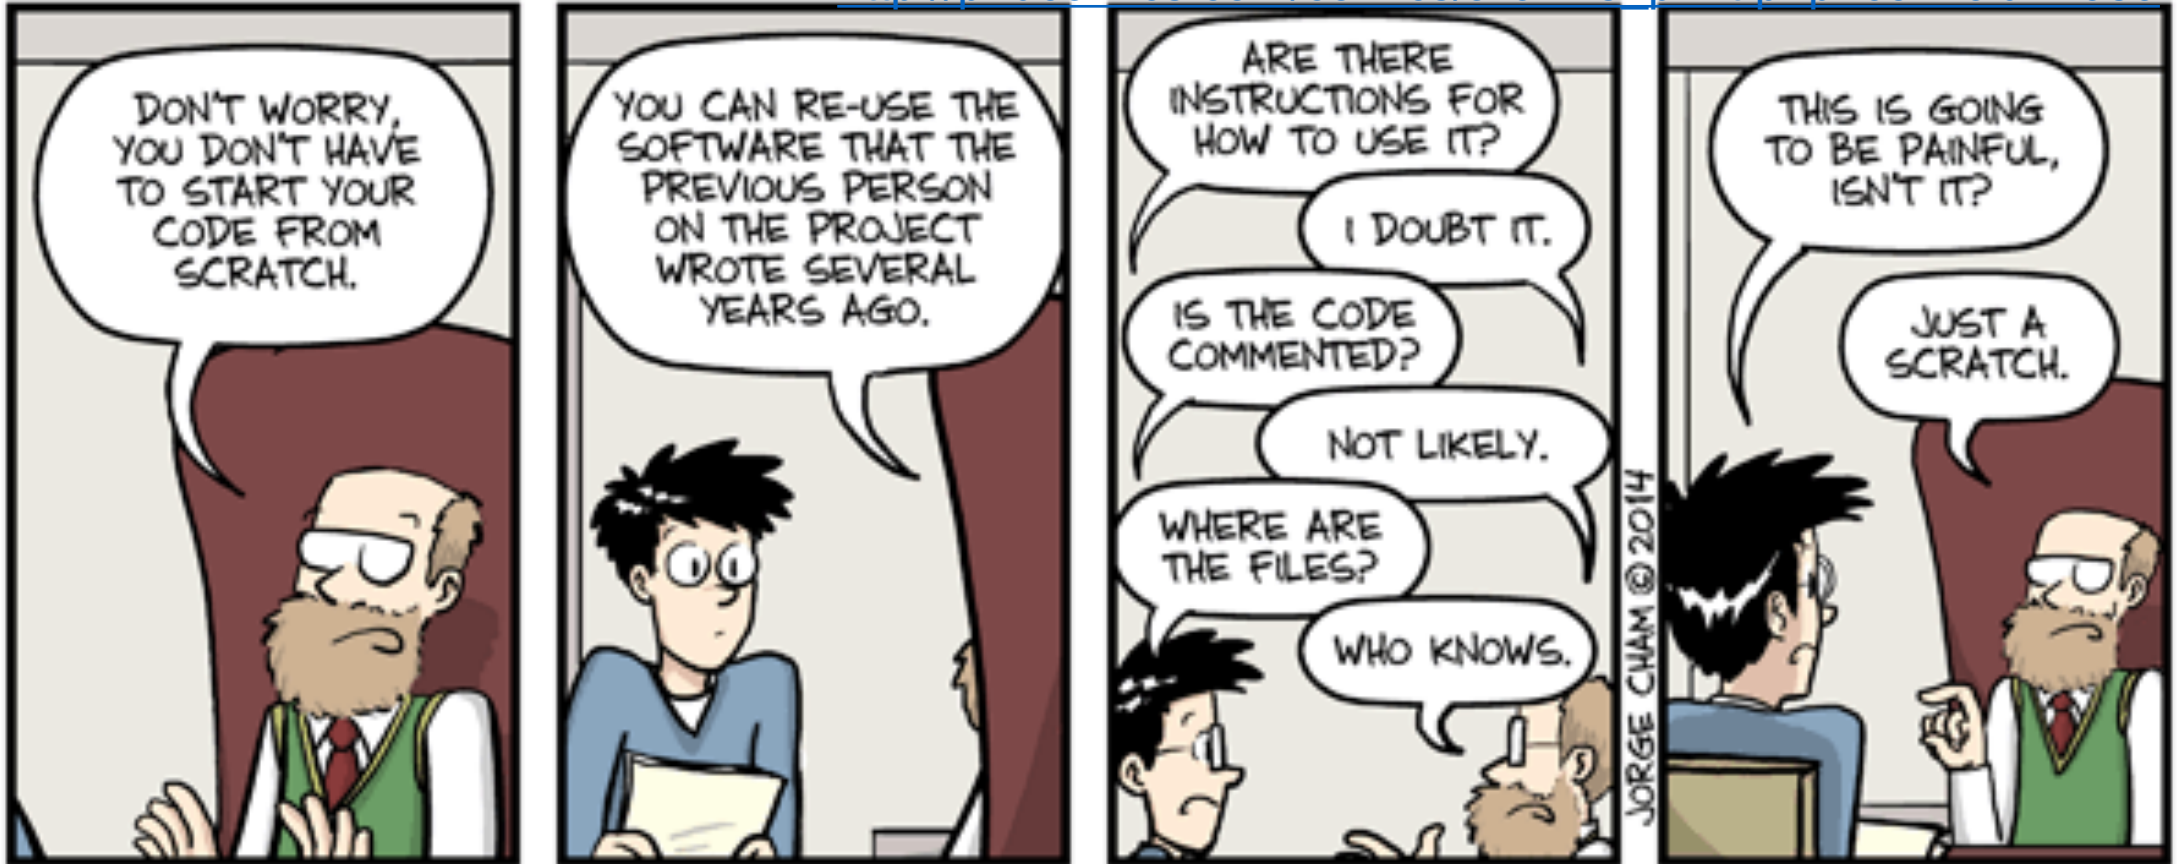 DON'T WORRY,
YOU DON'T HAVE
TO START YOUR
CODE FROM
SCRATCH.
YOU CAN RE-USE THE
SOFTWARE THAT THE
PREVIOUS PERSON
ON THE PROJECT
WROTE SEVERAL
YEARS AGO.
ARE THERE
INSTRUCTIONS FOR
HOW TO USE IT?
I DOUBT IT.
IS THE CODE
COMMENTED?
NOT LIKELY.
WHERE ARE
THE FILES?
WHO KNOWS.
JORGE CHAM © 2014
THIS IS GOING
TO BE PAINFUL,
ISN'T IT?
JUST A
SCRATCH.